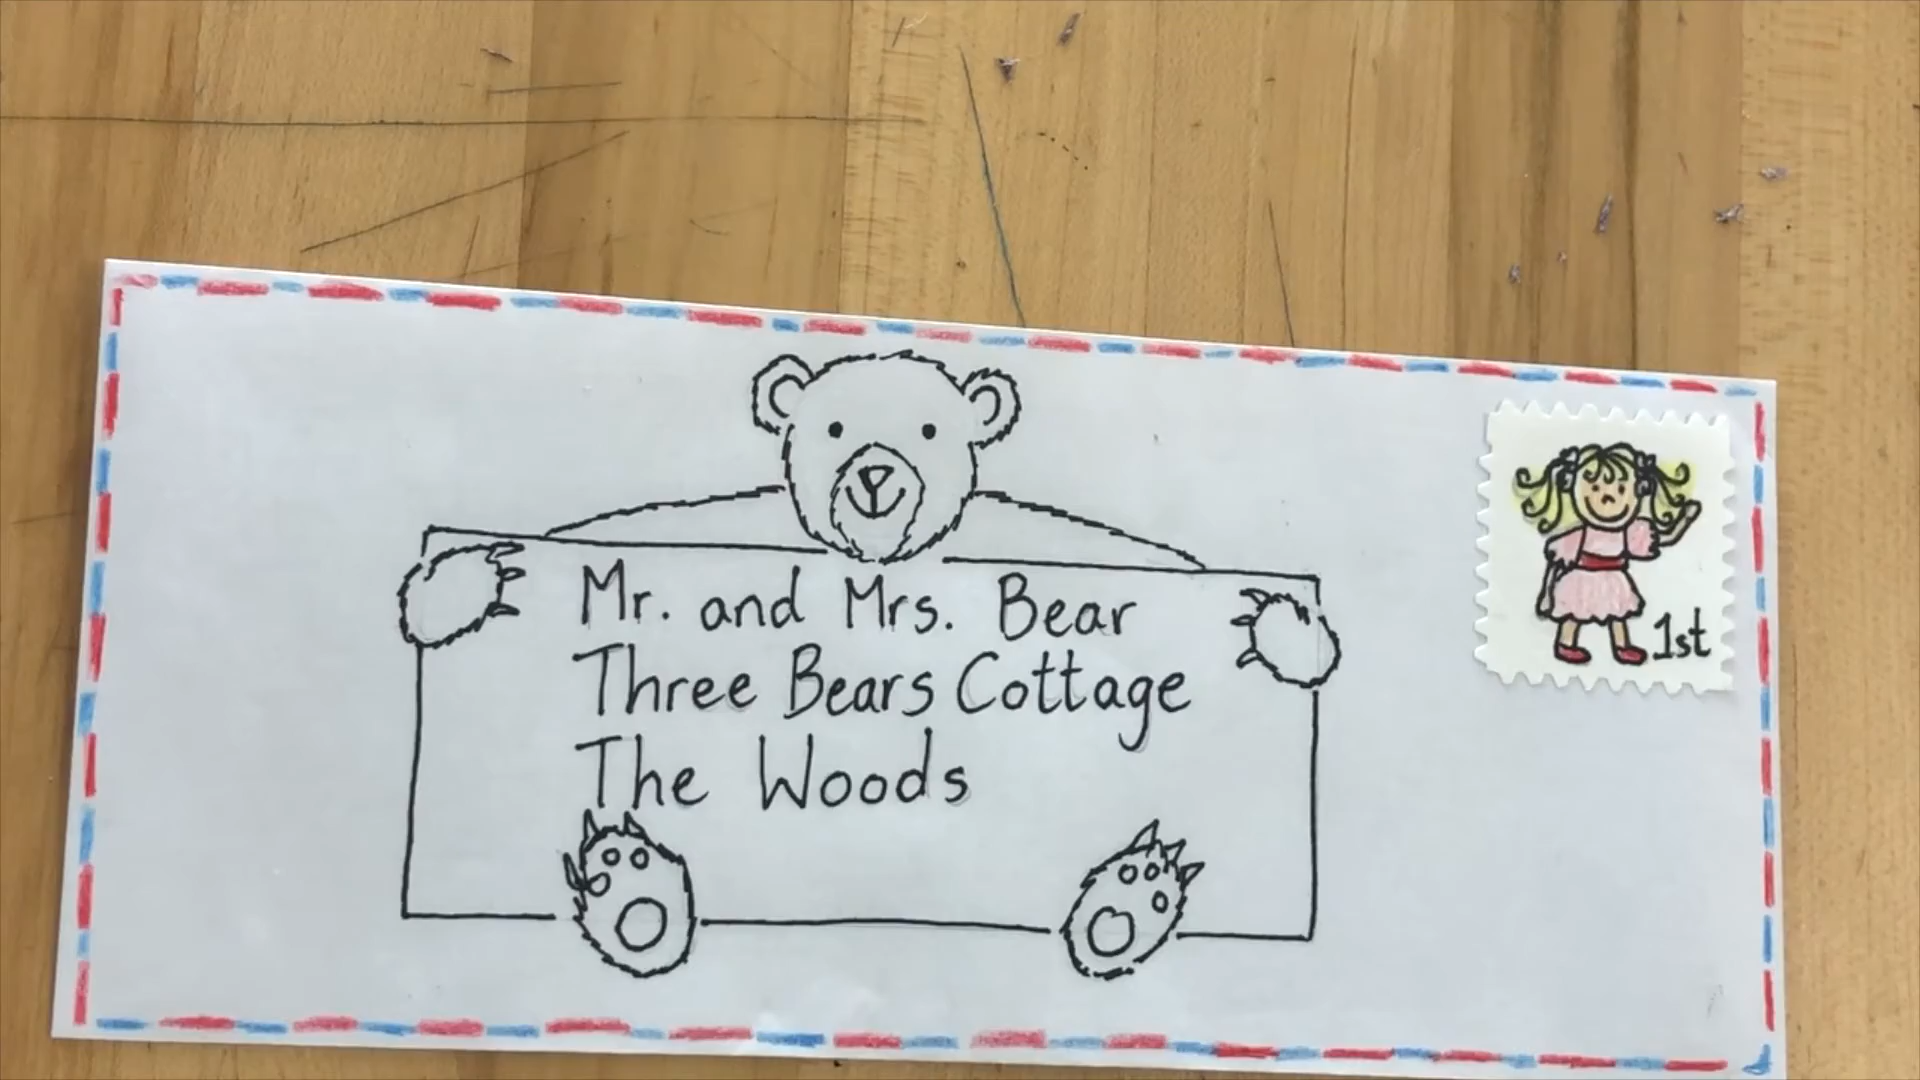 Mr. and Mrs. Bear
Three Bears Cottage
The Woods
1st